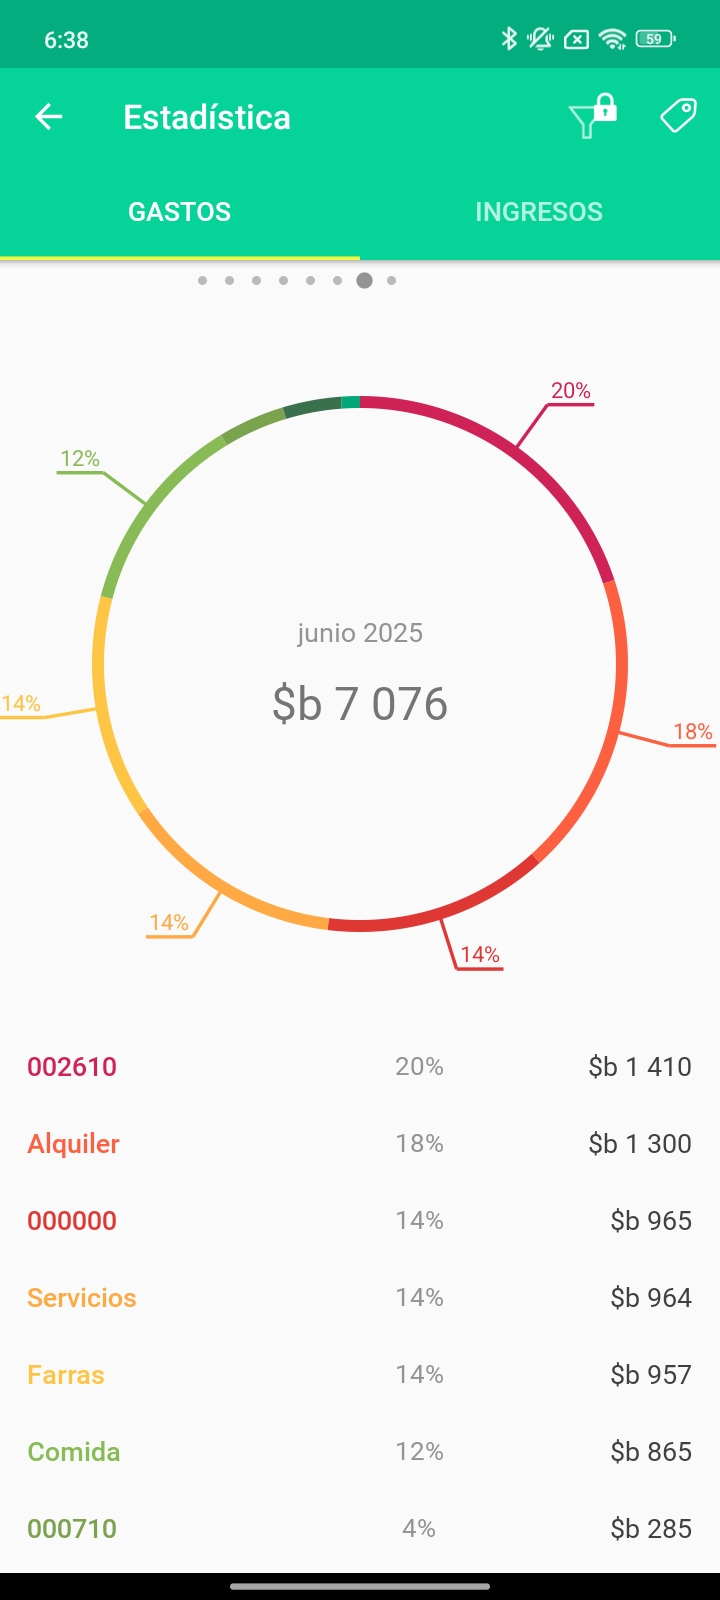 6:38
59
Estadística
GASTOS
INGRESOS
20%
12%
junio 2025
$b 7 076
14%
18%
14%
14%
002610 20% $b 1 410
Alquiler 18% $b 1 300
000000 14% $b 965
Servicios 14% $b 964
Farras 14% $b 957
Comida 12% $b 865
000710 4% $b 285